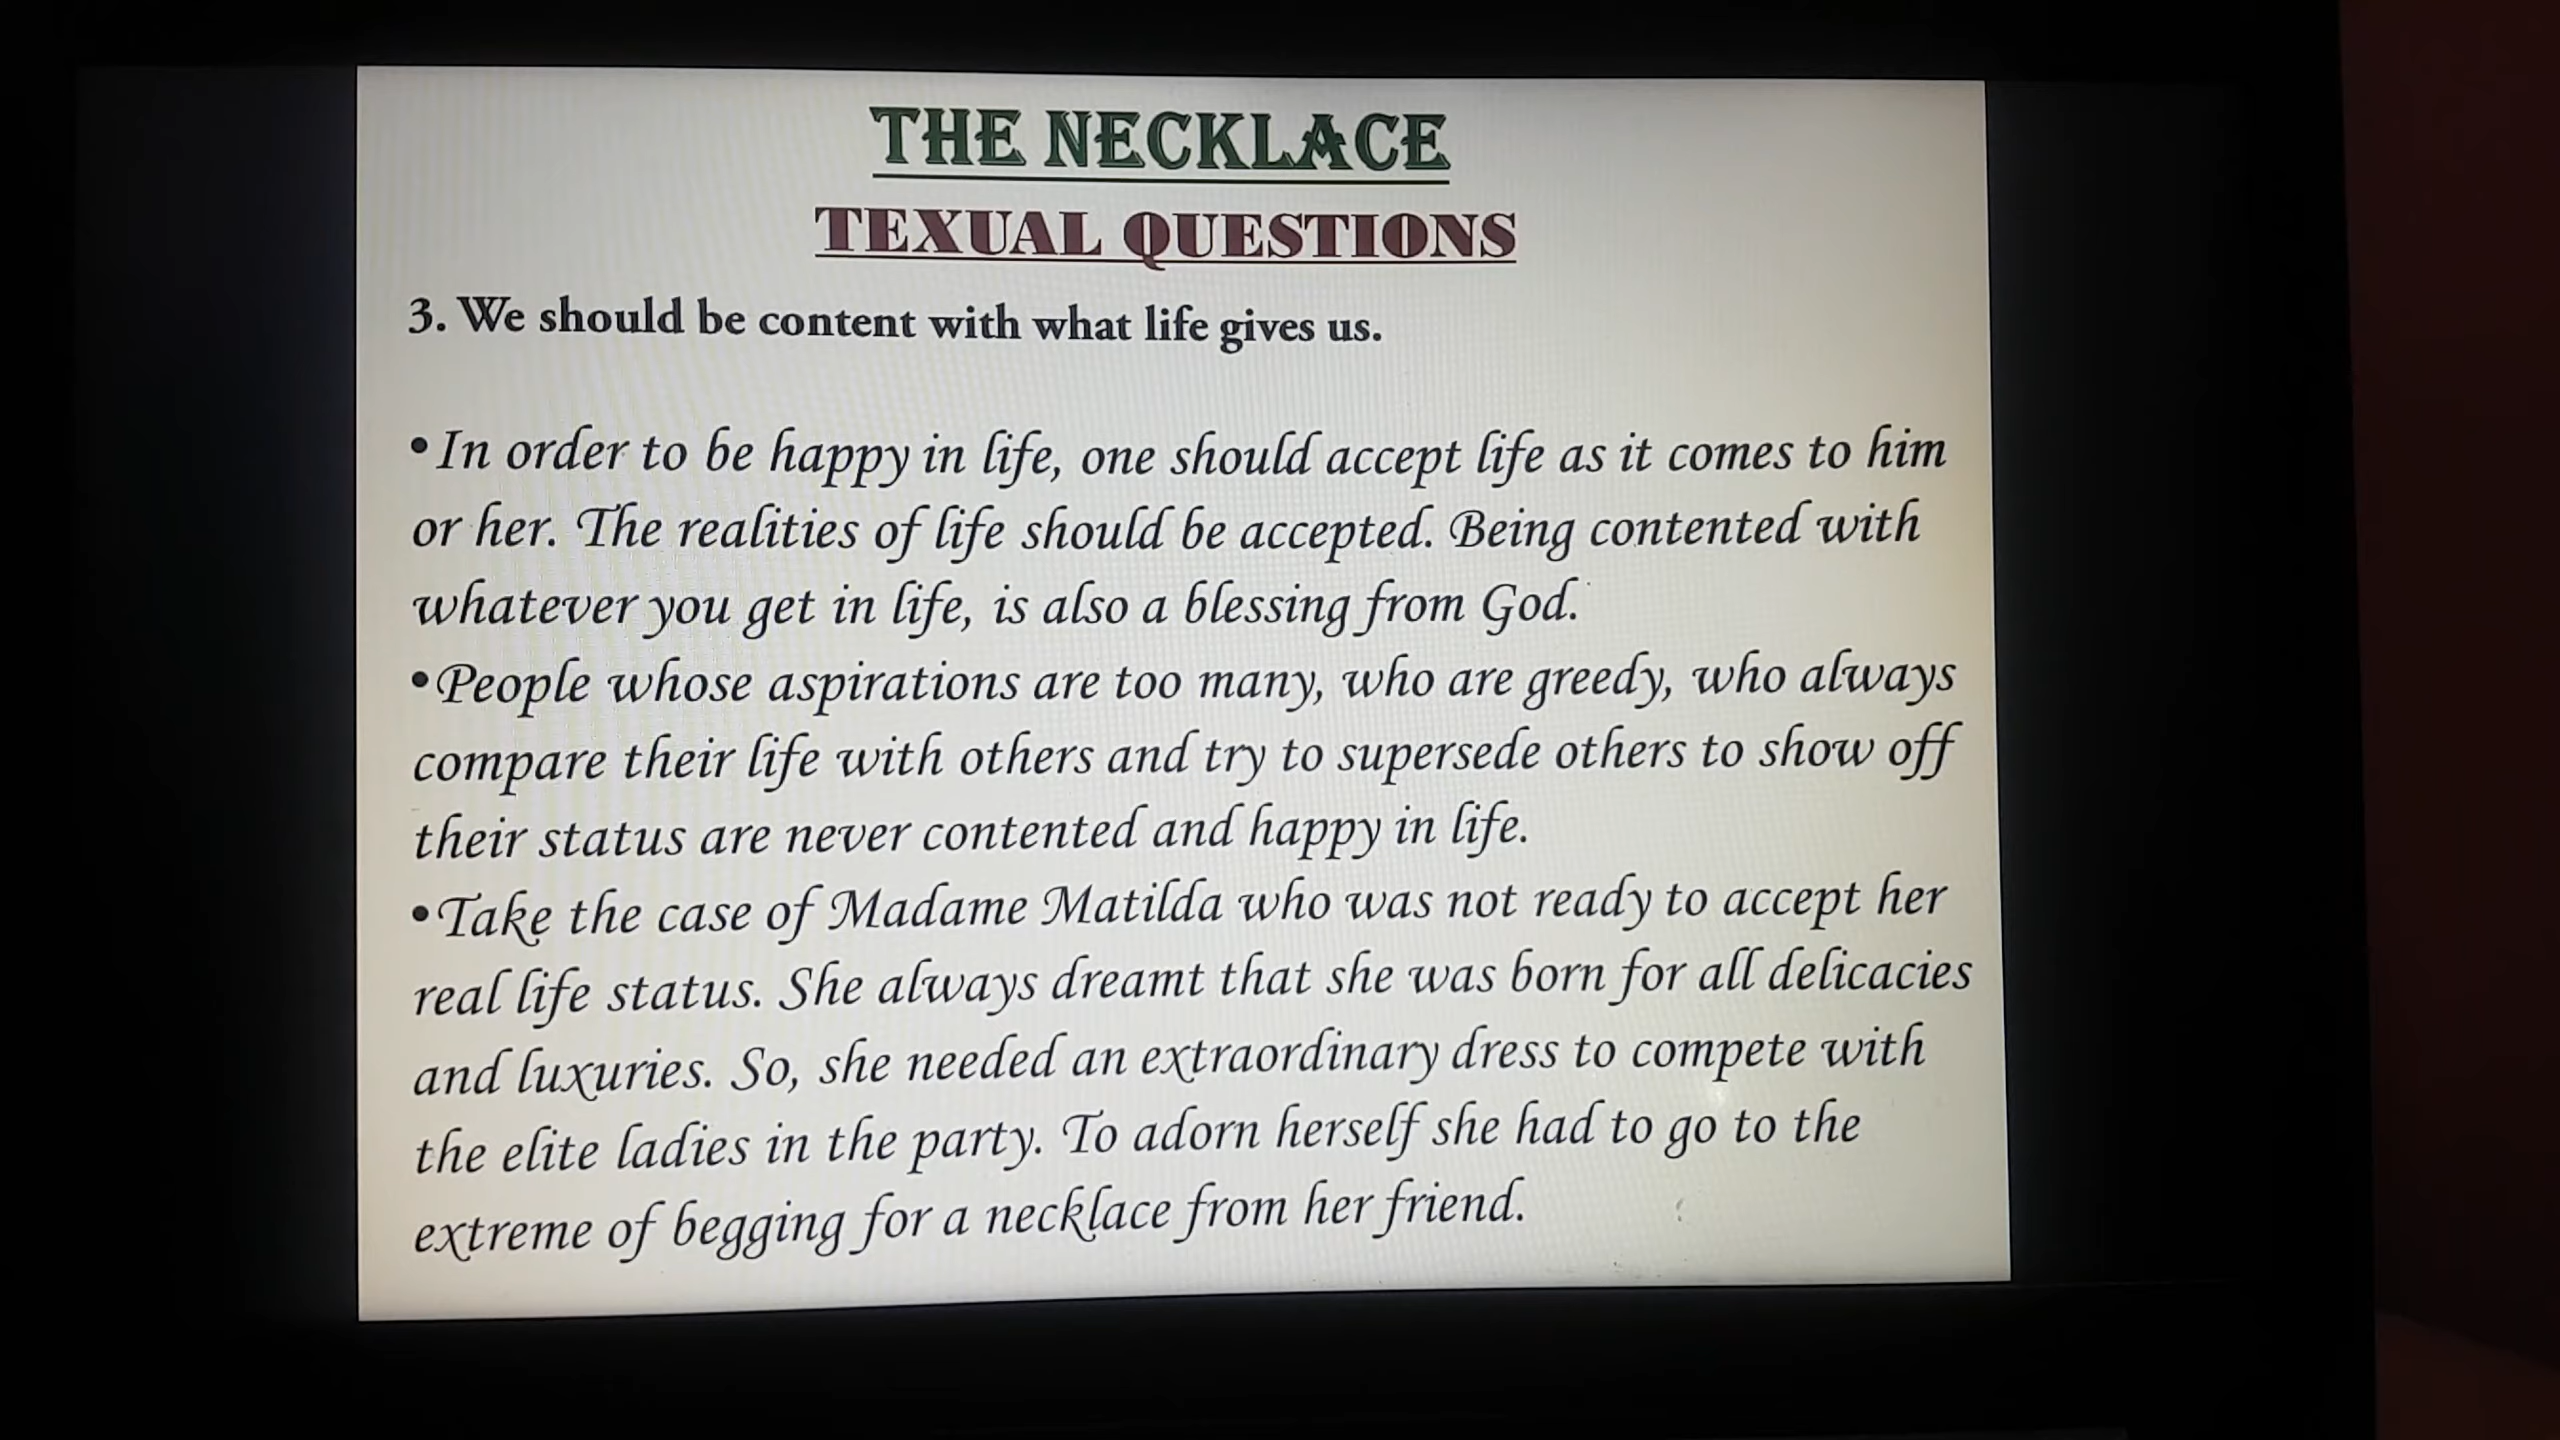 THE NECKLACE
TEXUAL QUESTIONS
3. We should be content with what life gives us.
•In order to be happy in life, one should accept life as it comes to him
or her. The realities of life should be accepted. Being contented with
whatever you get in life, is also a blessing from God.
•People whose aspirations are too many, who are greedy, who always
compare their life with others and try to supersede others to show off
their status are never contented and happy in life.
•Take the case of Madame Matilda who was not ready to accept her
real life status. She always dreamt that she was born for all delicacies
and luxuries. So, she needed an extraordinary dress to compete with
the elite ladies in the party. To adorn herself she had to go to the
extreme of begging for a necklace from her friend.